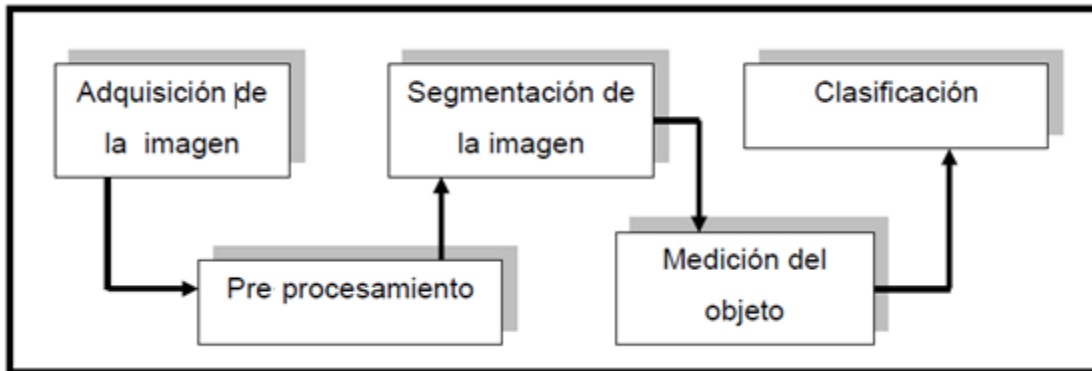 Adquisición de
la imagen
Pre procesamiento
Segmentación de
la imagen
Medición del
objeto
Clasificación